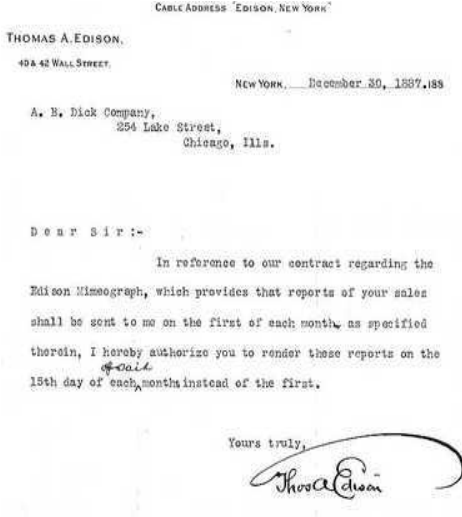 CABLE ADDRESS "EDISON, NEW YORK"
THOMAS A. EDISON,
40 & 42 WALL STREET.
NEW YORK, December 30, 1887.188
A. B. Dick Company,
254 Lake Street,
Chicago, Ills.
Dear Sir:-
In reference to our contract regarding the
Edison Mimeograph, which provides that reports of your sales
shall be sent to me on the first of each month, as specified
therein, I hereby authorize you to render these reports on the
of said
15th day of each months instead of the first.
Yours truly,
Thos A Edison